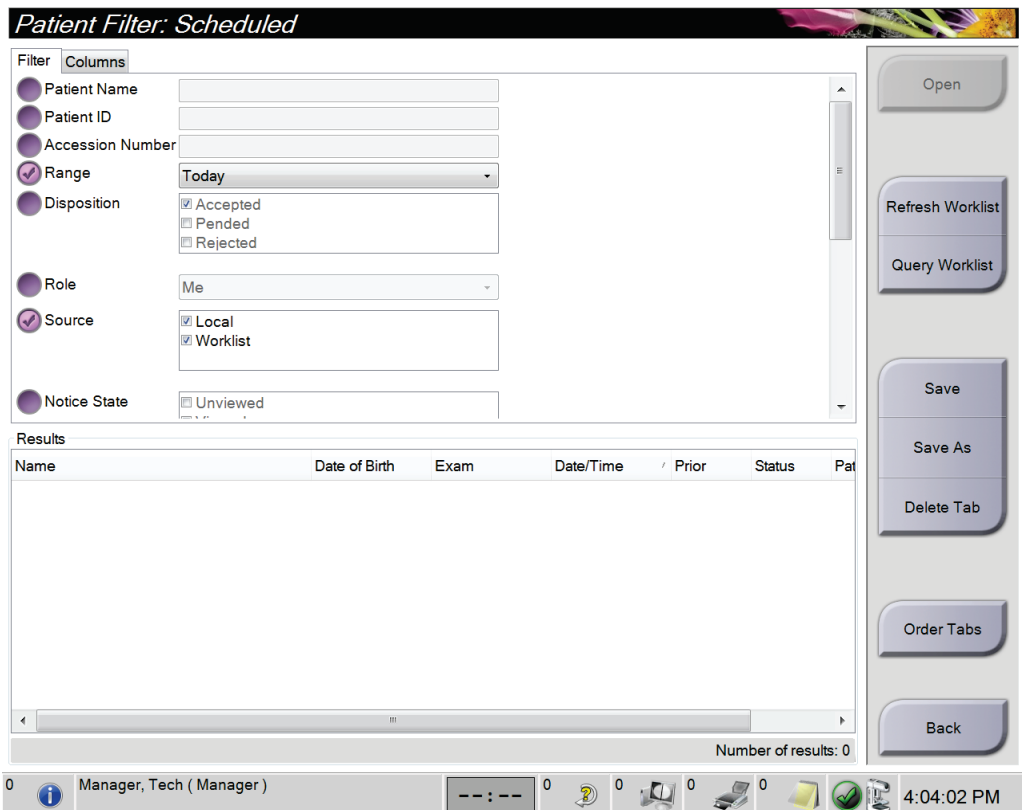 Patient Filter: Scheduled
Filter Columns
Patient Name
Patient ID
Accession Number
Range Today
Disposition Accepted
Pended
Rejected
Role Me
Source Local
Worklist
Notice State Unviewed
Open
Refresh Worklist
Query Worklist
Save
Save As
Delete Tab
Order Tabs
Back
Results
Name Date of Birth Exam Date/Time Prior Status Pat
Number of results: 0
0 Manager, Tech ( Manager ) --:-- 0 0 0 0 4:04:02 PM